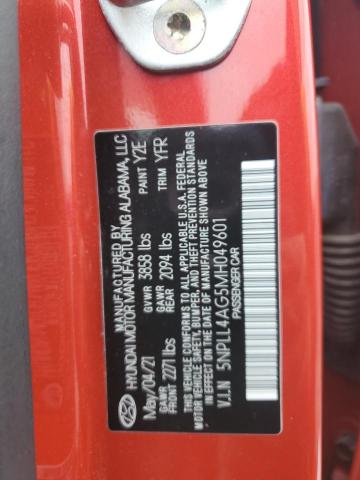 MANUFACTURED BY
HYUNDAI MOTOR MANUFACTURING ALABAMA, LLC
May/04/21 GVWR 3858 lbs PAINT Y2E
GAWR FRONT 2271 lbs GAWR REAR 2094 lbs TRIM YFR
THIS VEHICLE CONFORMS TO ALL APPLICABLE U.S.A. FEDERAL
MOTOR VEHICLE SAFETY, BUMPER, AND THEFT PREVENTION STANDARDS
IN EFFECT ON THE DATE OF MANUFACTURE SHOWN ABOVE.
V.I.N 5NPLL4AG5MH049601
PASSENGER CAR